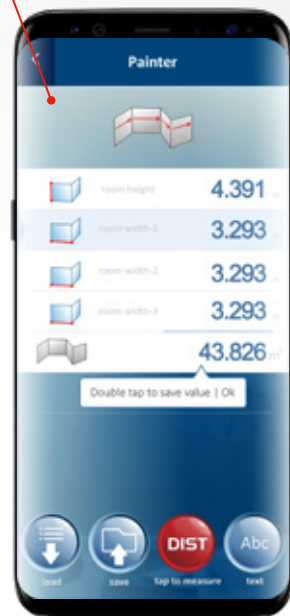 Painter
room height 4.391 m
room width-1 3.293 m
room width-2 3.293 m
room width-3 3.293 m
43.826 m²
Double tap to save value | Ok
DIST Abc
load save tap to measure text